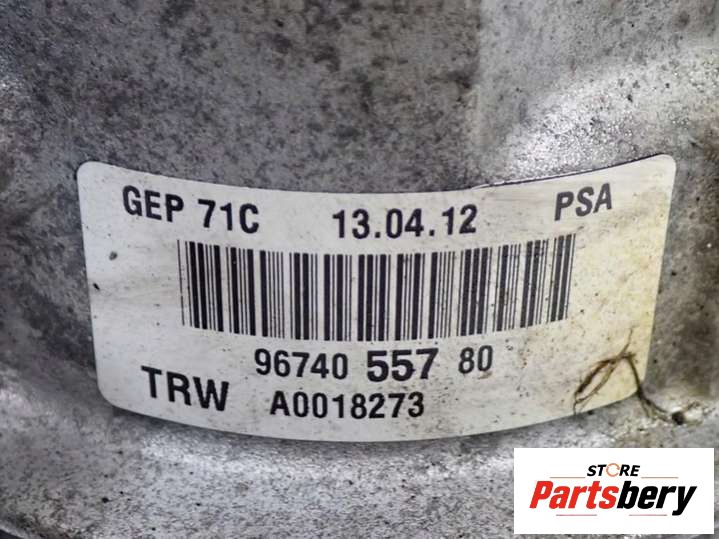 GEP 71C 13.04.12 PSA
96740 557 80
TRW A0018273
STORE
Partsbery